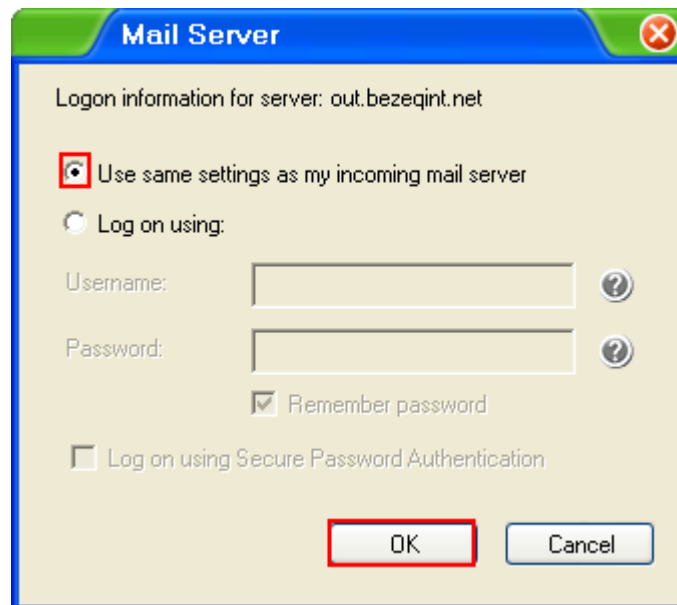 Mail Server
Logon information for server: out.bezeqint.net
Use same settings as my incoming mail server
Log on using:
Username:
Password:
Remember password
Log on using Secure Password Authentication
OK Cancel